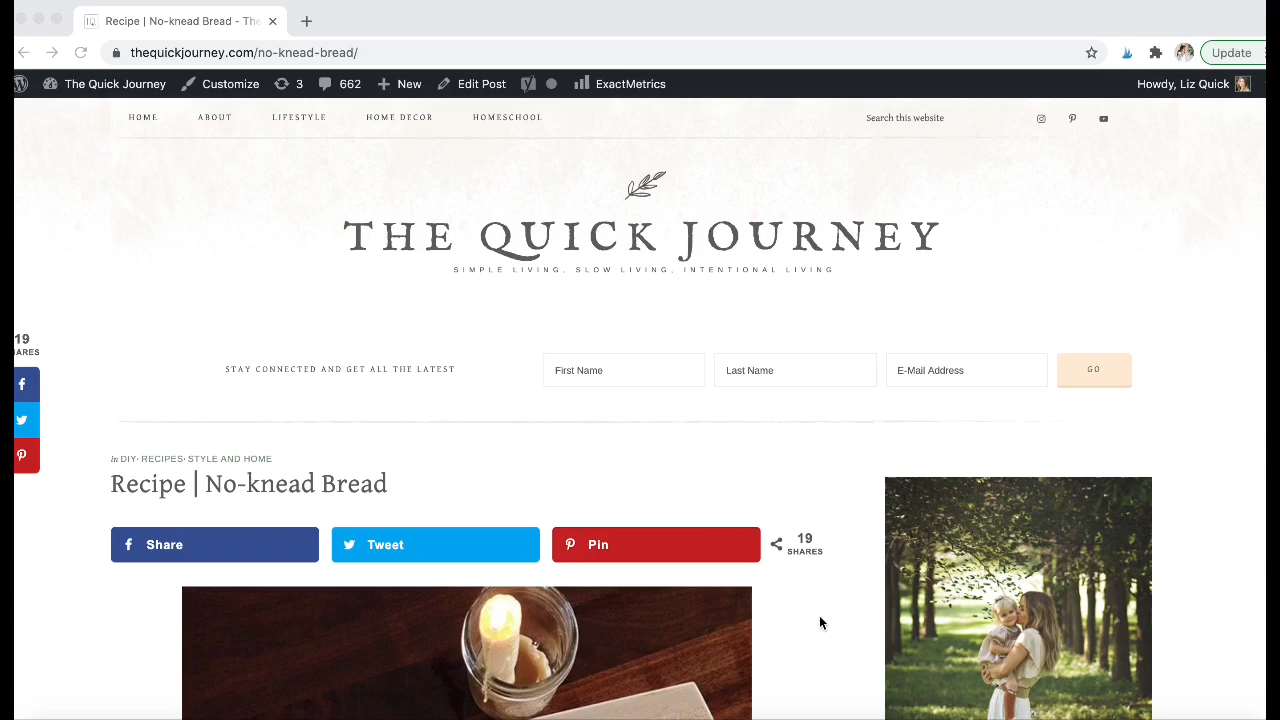 Recipe | No-knead Bread - The
thequickjourney.com/no-knead-bread/
Update
The Quick Journey
Customize
3
662
New
Edit Post
ExactMetrics
Howdy, Liz Quick
HOME
ABOUT
LIFESTYLE
HOME DECOR
HOMESCHOOL
Search this website
THE QUICK JOURNEY
SIMPLE LIVING, SLOW LIVING, INTENTIONAL LIVING
19
ARES
STAY CONNECTED AND GET ALL THE LATEST
First Name
Last Name
E-Mail Address
GO
in DIY· RECIPES· STYLE AND HOME
Recipe | No-knead Bread
Share
Tweet
Pin
19
SHARES